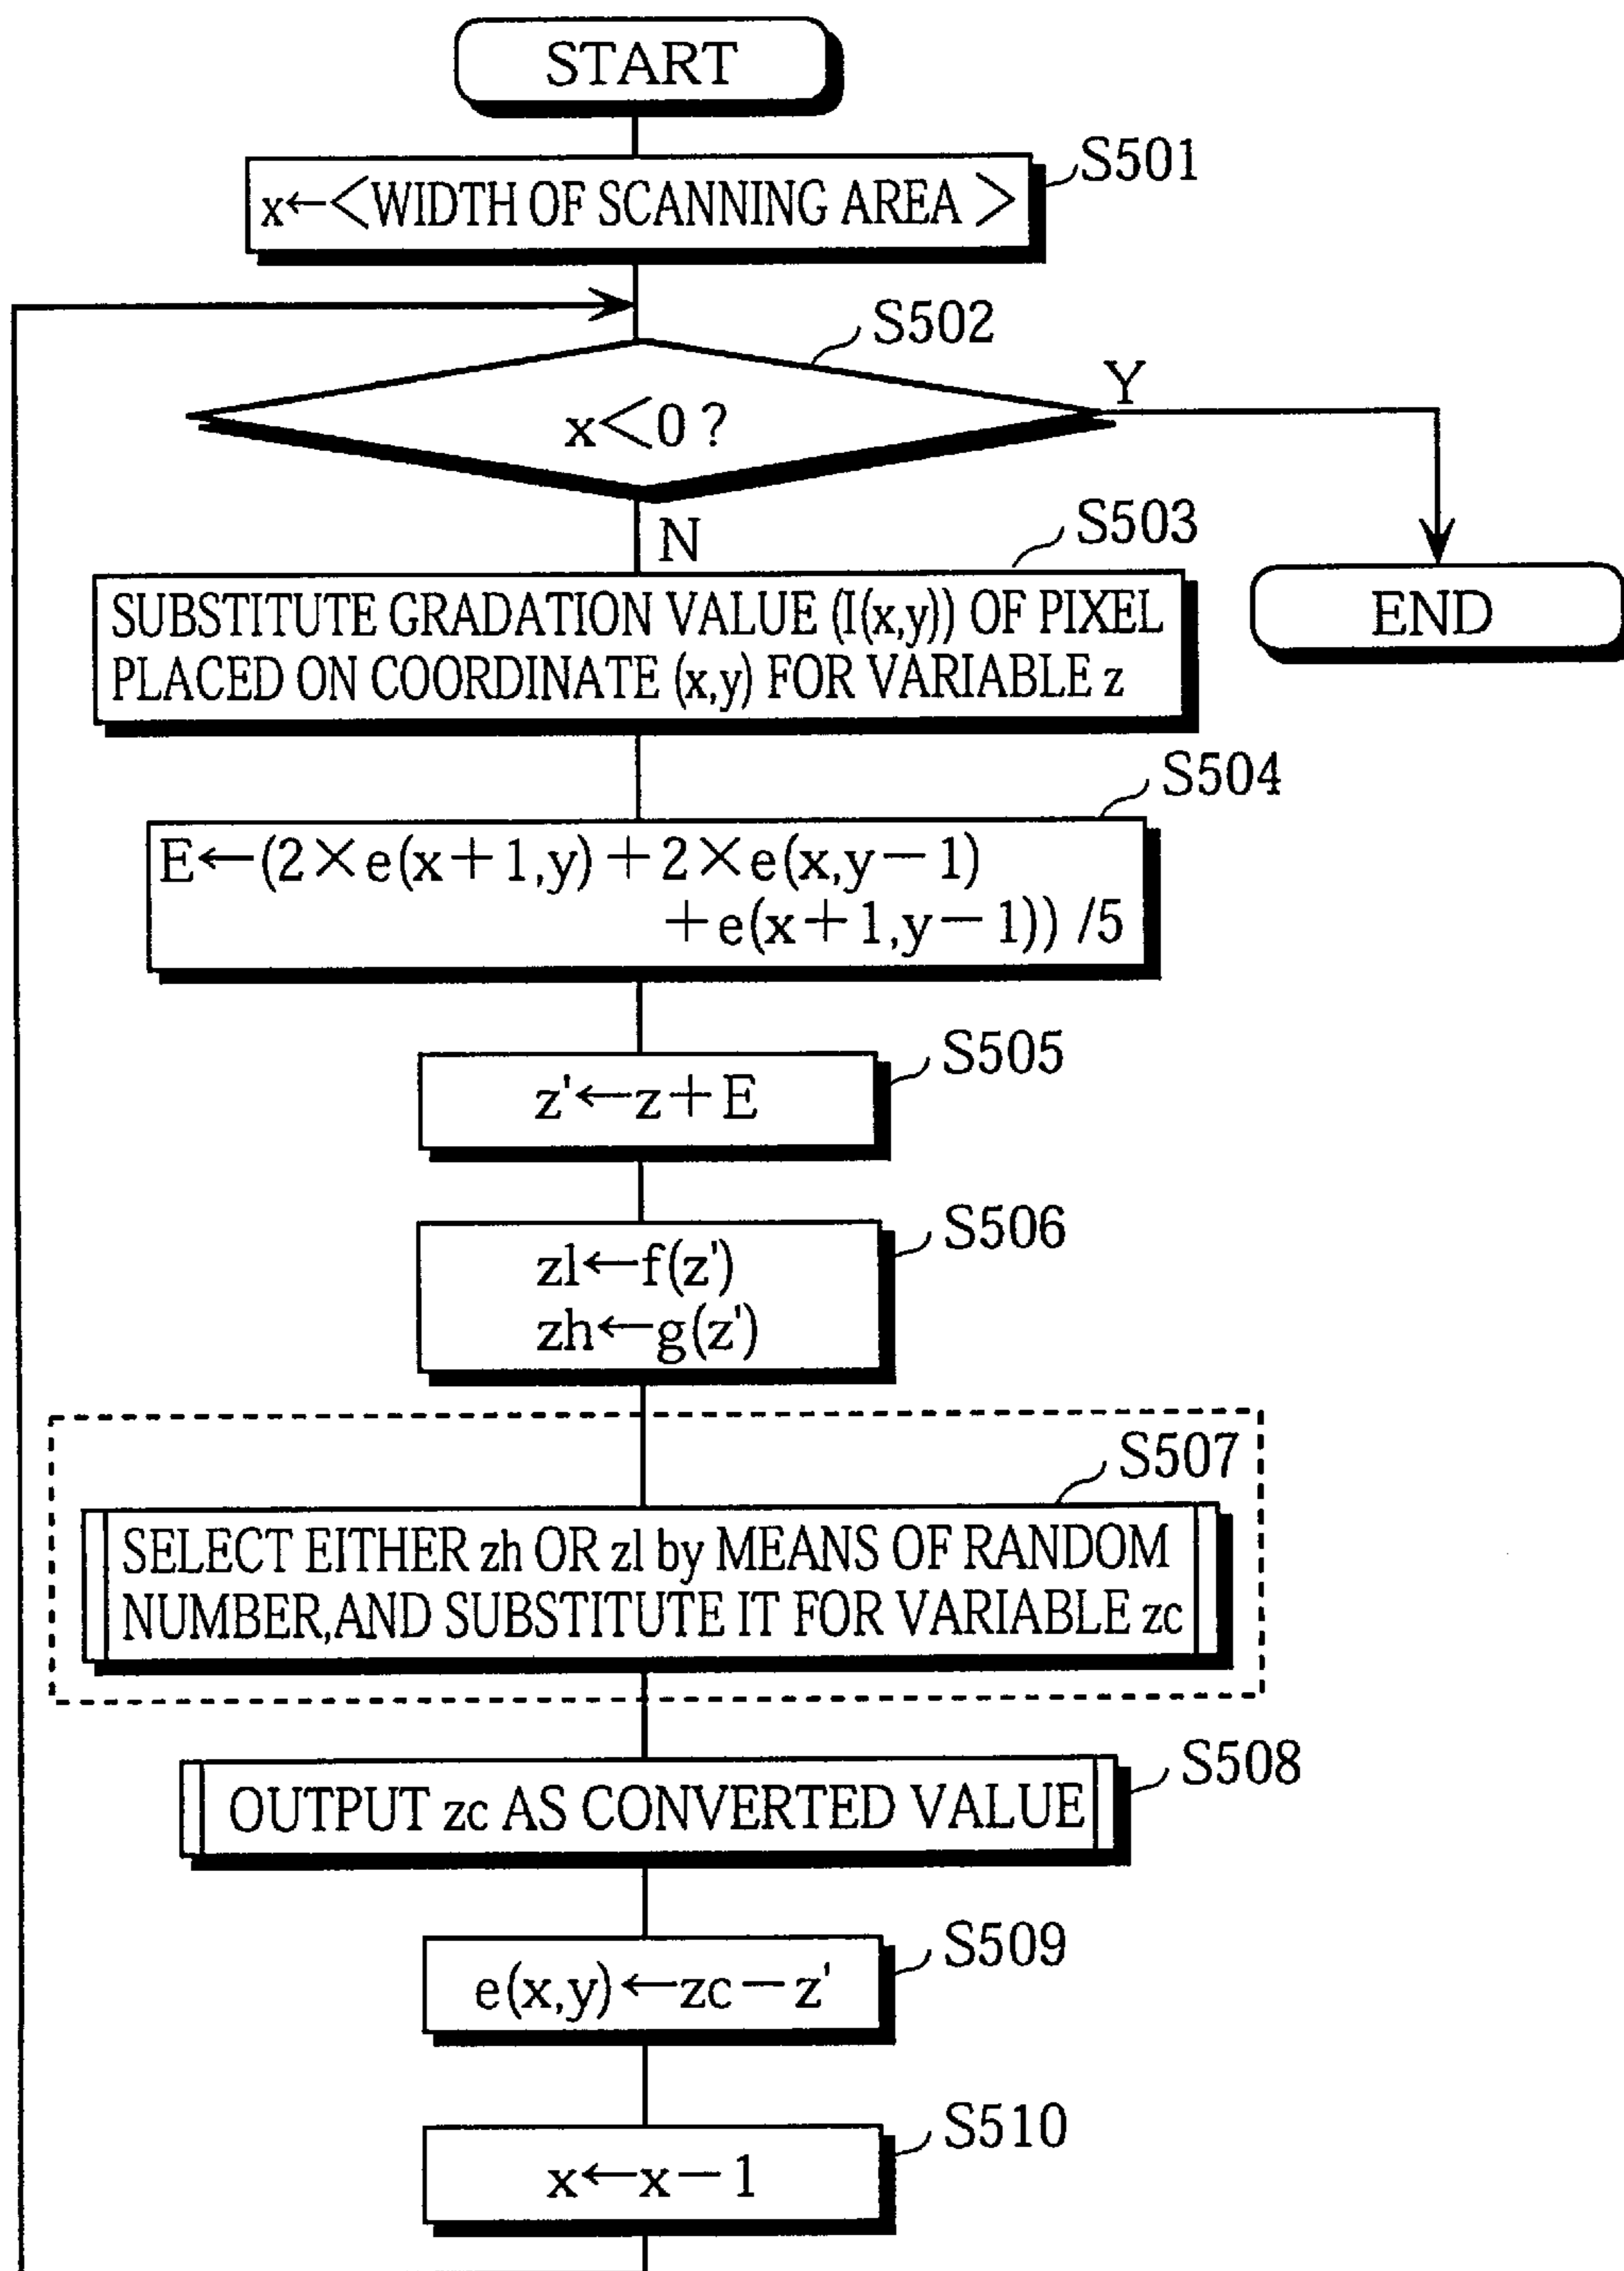 START
S501
x←<WIDTH OF SCANNING AREA>
S502
x<0?
Y
N
END
S503
SUBSTITUTE GRADATION VALUE (I(x,y)) OF PIXEL
PLACED ON COORDINATE (x,y) FOR VARIABLE z
S504
E←(2×e(x+1,y)+2×e(x,y-1)
+e(x+1,y-1))/5
S505
z'←z+E
S506
zl←f(z')
zh←g(z')
S507
SELECT EITHER zh OR zl by MEANS OF RANDOM
NUMBER,AND SUBSTITUTE IT FOR VARIABLE zc
S508
OUTPUT zc AS CONVERTED VALUE
S509
e(x,y)←zc-z'
S510
x←x-1